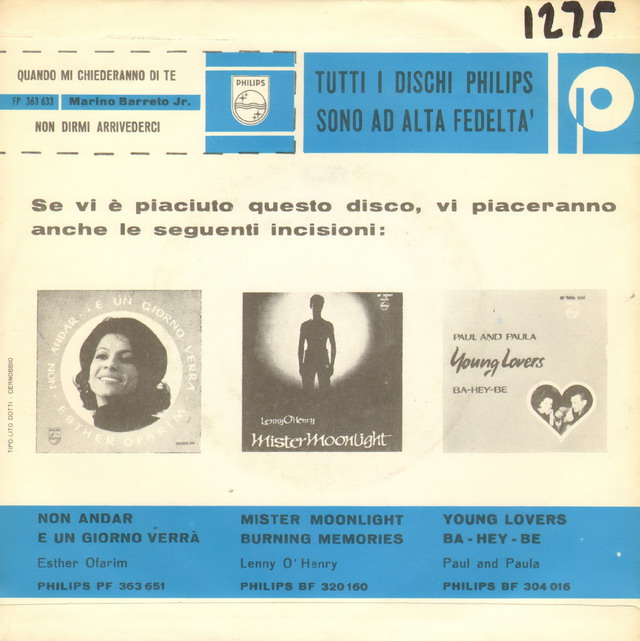 1275
QUANDO MI CHIEDERANNO DI TE
FP 363 633 Marino Barreto Jr.
NON DIRMI ARRIVEDERCI
PHILIPS
TUTTI I DISCHI PHILIPS
SONO AD ALTA FEDELTA'
Se vi è piaciuto questo disco, vi piaceranno
anche le seguenti incisioni:
NON ANDAR · E UN GIORNO VERRA
ESTHER OFARIM
Lenny O'Henry
Mister Moonlight
PAUL AND PAULA
Young Lovers
BA-HEY-BE
TIPO-LITO DOTTI - CERNOBBIO
NON ANDAR
E UN GIORNO VERRÀ
Esther Ofarim
PHILIPS PF 363 651
MISTER MOONLIGHT
BURNING MEMORIES
Lenny O' Henry
PHILIPS BF 320 160
YOUNG LOVERS
BA - HEY - BE
Paul and Paula
PHILIPS BF 304 016